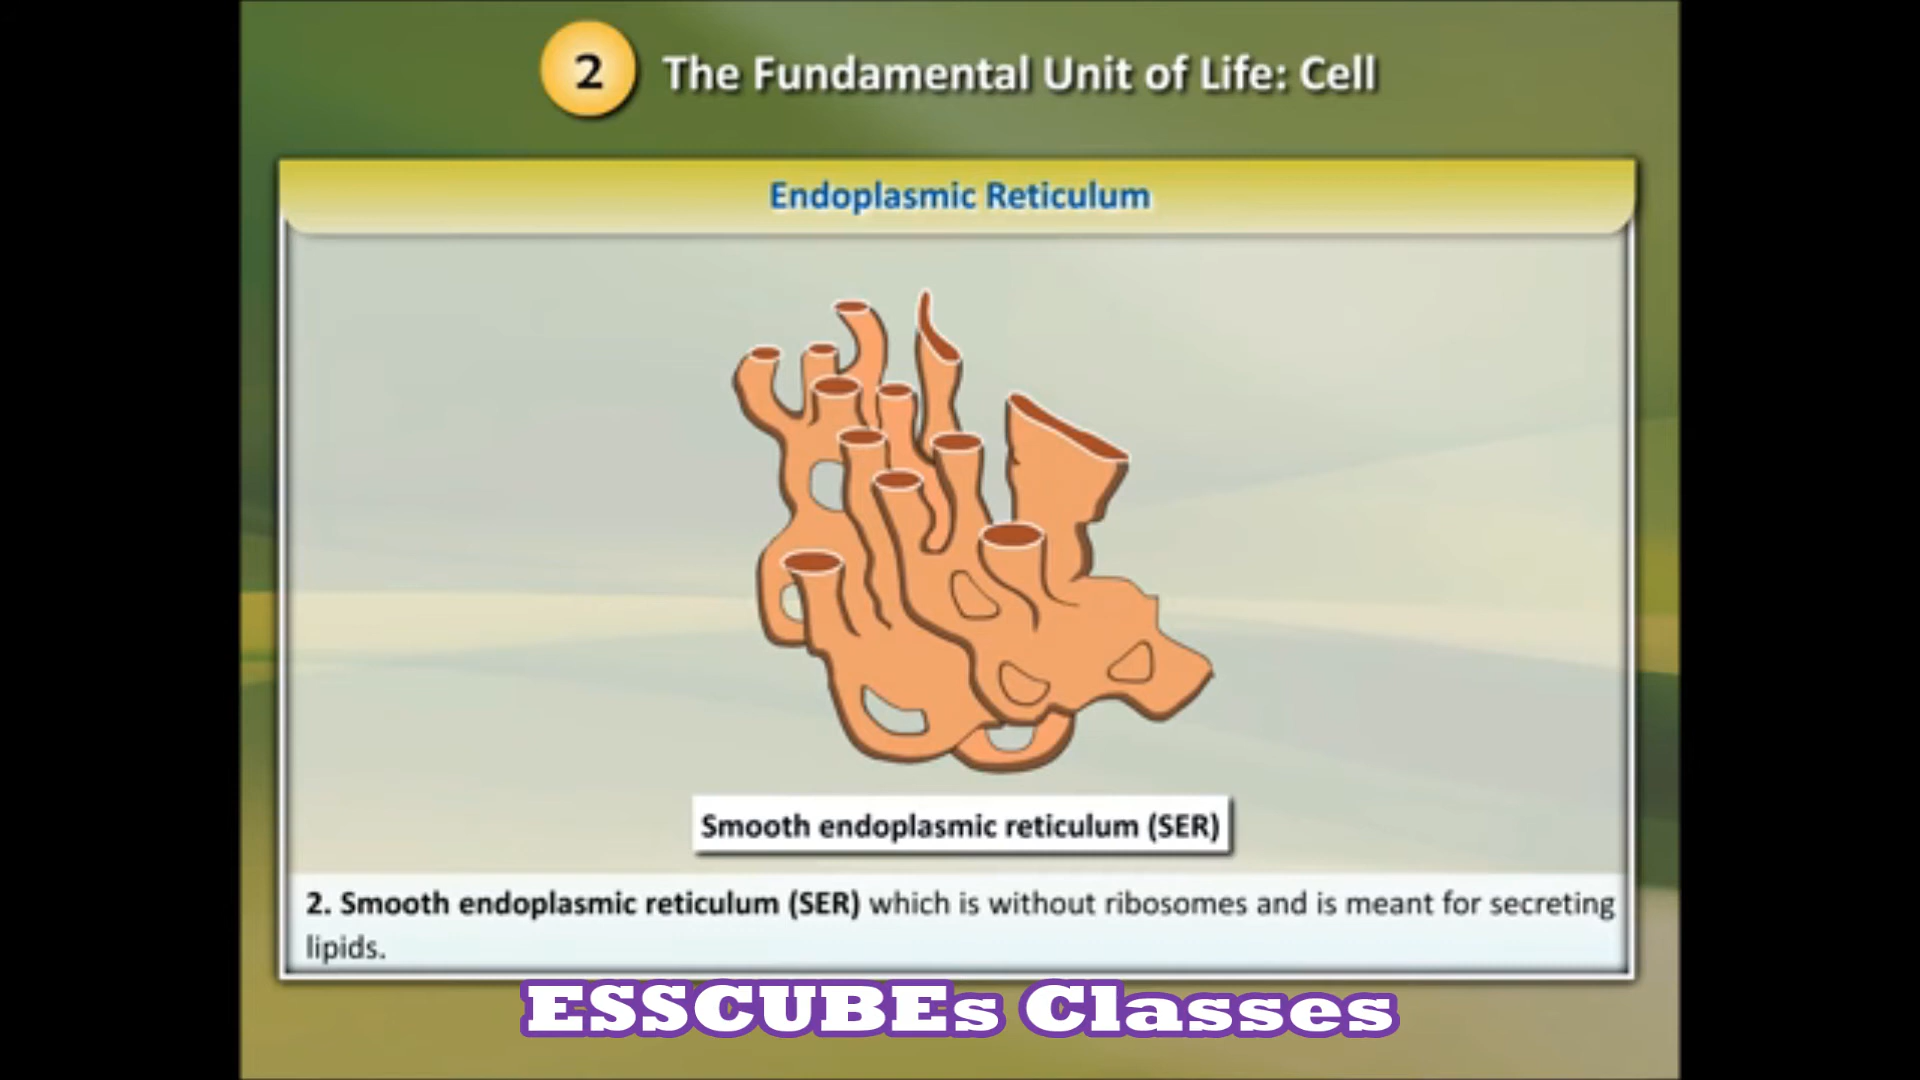 2 The Fundamental Unit of Life: Cell
Endoplasmic Reticulum
Smooth endoplasmic reticulum (SER)
2. Smooth endoplasmic reticulum (SER) which is without ribosomes and is meant for secreting
lipids.
ESSCUBEs Classes